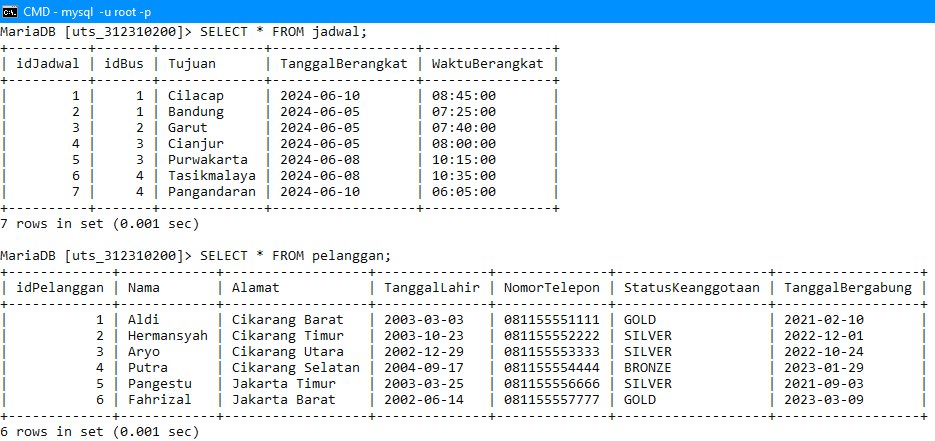 CMD - mysql -u root -p
MariaDB [uts_312310200]> SELECT * FROM jadwal;
+----------+-------+-------------+------------------+----------------+
| idJadwal | idBus | Tujuan      | TanggalBerangkat | WaktuBerangkat |
+----------+-------+-------------+------------------+----------------+
|        1 |     1 | Cilacap     | 2024-06-10       | 08:45:00       |
|        2 |     1 | Bandung     | 2024-06-05       | 07:25:00       |
|        3 |     2 | Garut       | 2024-06-05       | 07:40:00       |
|        4 |     3 | Cianjur     | 2024-06-05       | 08:00:00       |
|        5 |     3 | Purwakarta  | 2024-06-08       | 10:15:00       |
|        6 |     4 | Tasikmalaya | 2024-06-08       | 10:35:00       |
|        7 |     4 | Pangandaran | 2024-06-10       | 06:05:00       |
+----------+-------+-------------+------------------+----------------+
7 rows in set (0.001 sec)
MariaDB [uts_312310200]> SELECT * FROM pelanggan;
+-------------+------------+------------------+--------------+--------------+-------------------+------------------+
| idPelanggan | Nama       | Alamat           | TanggalLahir | NomorTelepon | StatusKeanggotaan | TanggalBergabung |
+-------------+------------+------------------+--------------+--------------+-------------------+------------------+
|           1 | Aldi       | Cikarang Barat   | 2003-03-03   | 081155551111 | GOLD              | 2021-02-10       |
|           2 | Hermansyah | Cikarang Timur   | 2003-10-23   | 081155552222 | SILVER            | 2022-12-01       |
|           3 | Aryo       | Cikarang Utara   | 2002-12-29   | 081155553333 | SILVER            | 2022-10-24       |
|           4 | Putra      | Cikarang Selatan | 2004-09-17   | 081155554444 | BRONZE            | 2023-01-29       |
|           5 | Pangestu   | Jakarta Timur    | 2003-03-25   | 081155556666 | SILVER            | 2021-09-03       |
|           6 | Fahrizal   | Jakarta Barat    | 2002-06-14   | 081155557777 | GOLD              | 2023-03-09       |
+-------------+------------+------------------+--------------+--------------+-------------------+------------------+
6 rows in set (0.001 sec)